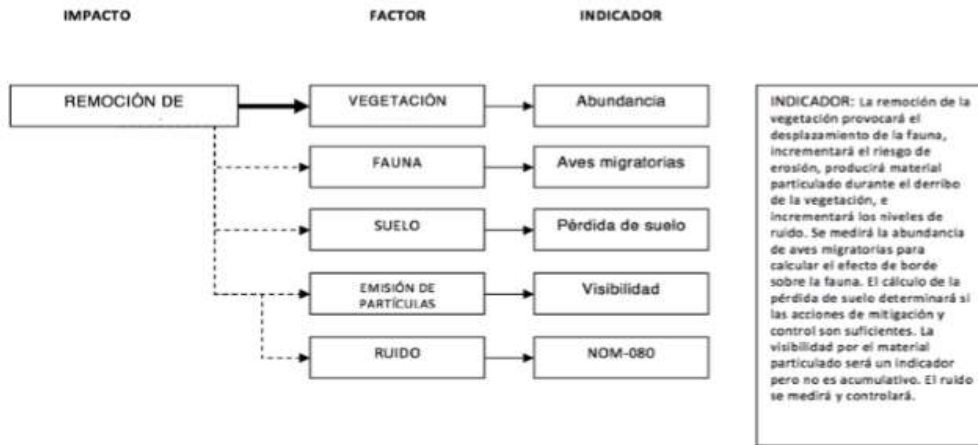 IMPACTO FACTOR INDICADOR
REMOCIÓN DE
VEGETACIÓN
Abundancia
FAUNA
Aves migratorias
SUELO
Pérdida de suelo
EMISIÓN DE
PARTÍCULAS
Visibilidad
RUIDO
NOM-080
INDICADOR: La remoción de la
vegetación provocará el
desplazamiento de la fauna,
incrementará el riesgo de
erosión, producirá material
particulado durante el derribo
de la vegetación, e
incrementará los niveles de
ruido. Se medirá la abundancia
de aves migratorias para
calcular el efecto de borde
sobre la fauna. El cálculo de la
pérdida de suelo determinará si
las acciones de mitigación y
control son suficientes. La
visibilidad por el material
particulado será un indicador
pero no es acumulativo. El ruido
se medirá y controlará.